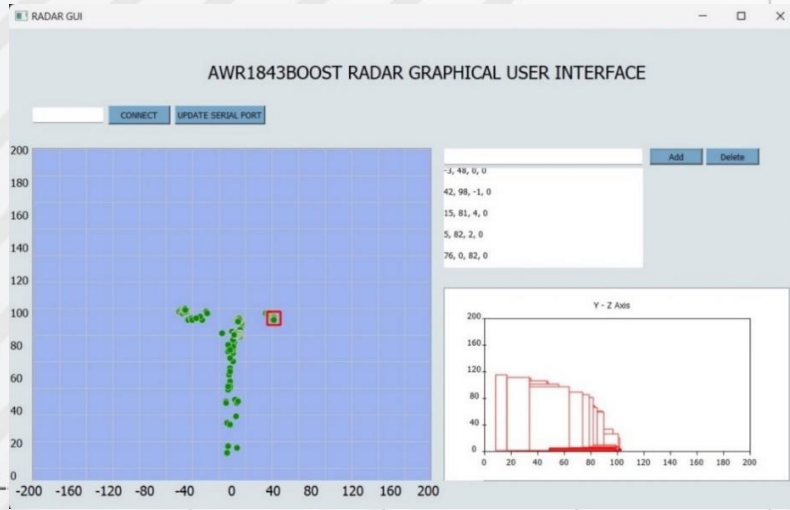 RADAR GUI
AWR1843BOOST RADAR GRAPHICAL USER INTERFACE
CONNECT UPDATE SERIAL PORT
Add Delete
-3, 48, 0, 0
42, 98, -1, 0
15, 81, 4, 0
5, 82, 2, 0
76, 0, 82, 0
200
180
160
140
120
100
80
60
40
20
0
-200 -160 -120 -80 -40 0 40 80 120 160 200
Y - Z Axis
200
160
120
80
40
0
0 20 40 60 80 100 120 140 160 180 200